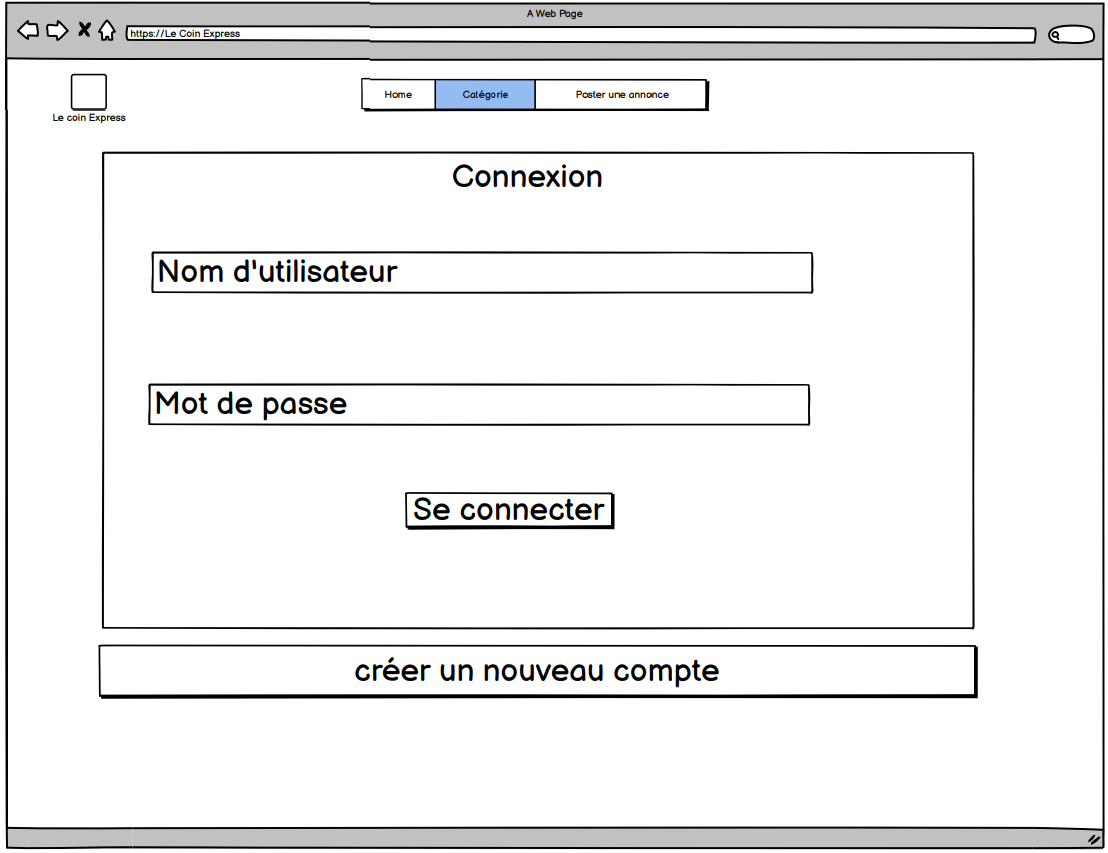 A Web Page
https://Le Coin Express
Le coin Express
Home
Catégorie
Poster une annonce
Connexion
Nom d'utilisateur
Mot de passe
Se connecter
créer un nouveau compte